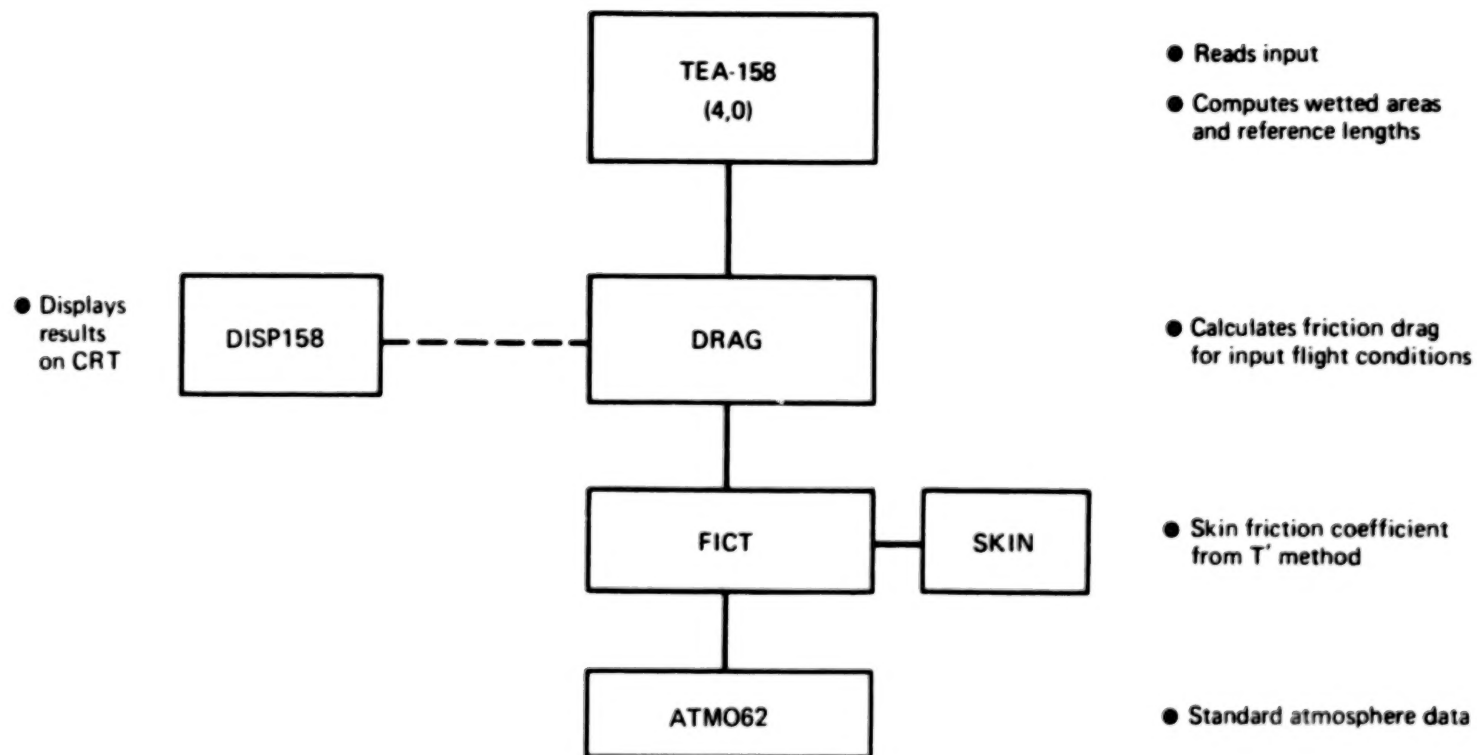 TEA-158
(4,0)
● Reads input
● Computes wetted areas
and reference lengths
● Displays
results
on CRT
DISP158
DRAG
● Calculates friction drag
for input flight conditions
FICT
SKIN
● Skin friction coefficient
from T' method
ATMO62
● Standard atmosphere data